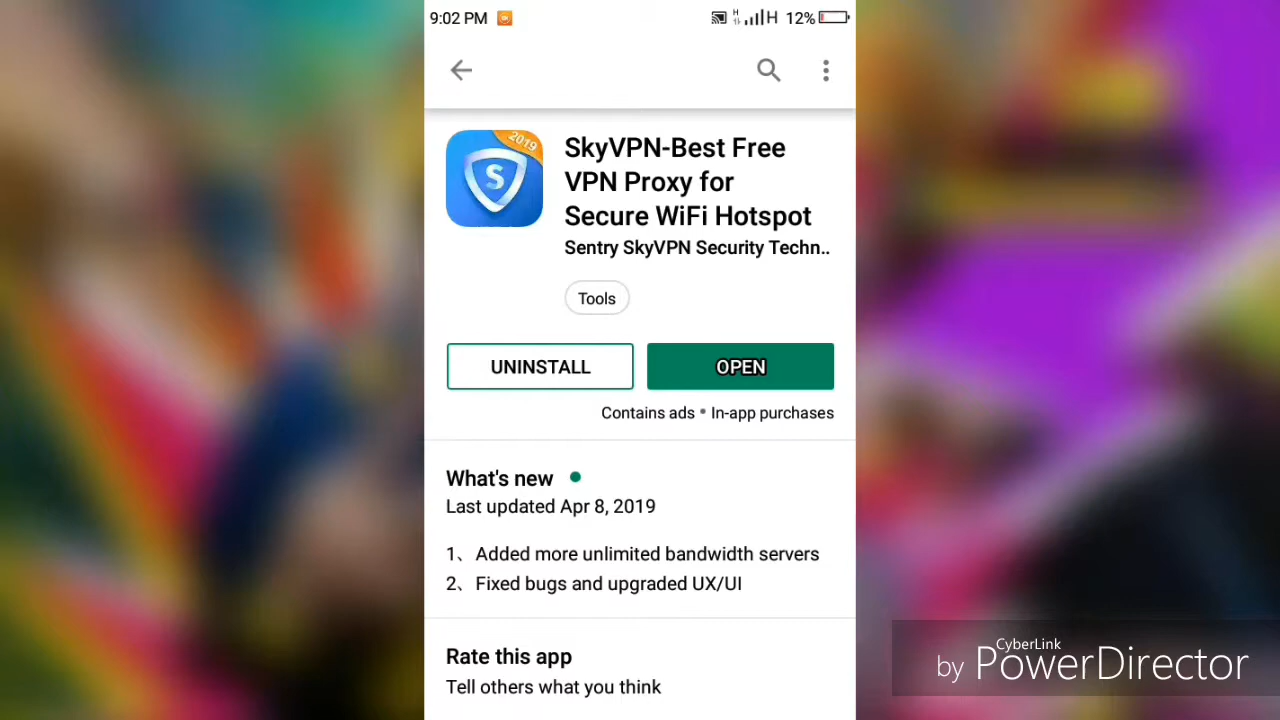 9:02 PM
H
H
12%
2019
S
SkyVPN-Best Free
VPN Proxy for
Secure WiFi Hotspot
Sentry SkyVPN Security Techn..
Tools
UNINSTALL
OPEN
Contains ads • In-app purchases
What's new
Last updated Apr 8, 2019
1、 Added more unlimited bandwidth servers
2、 Fixed bugs and upgraded UX/UI
Rate this app
Tell others what you think
CyberLink
by PowerDirector